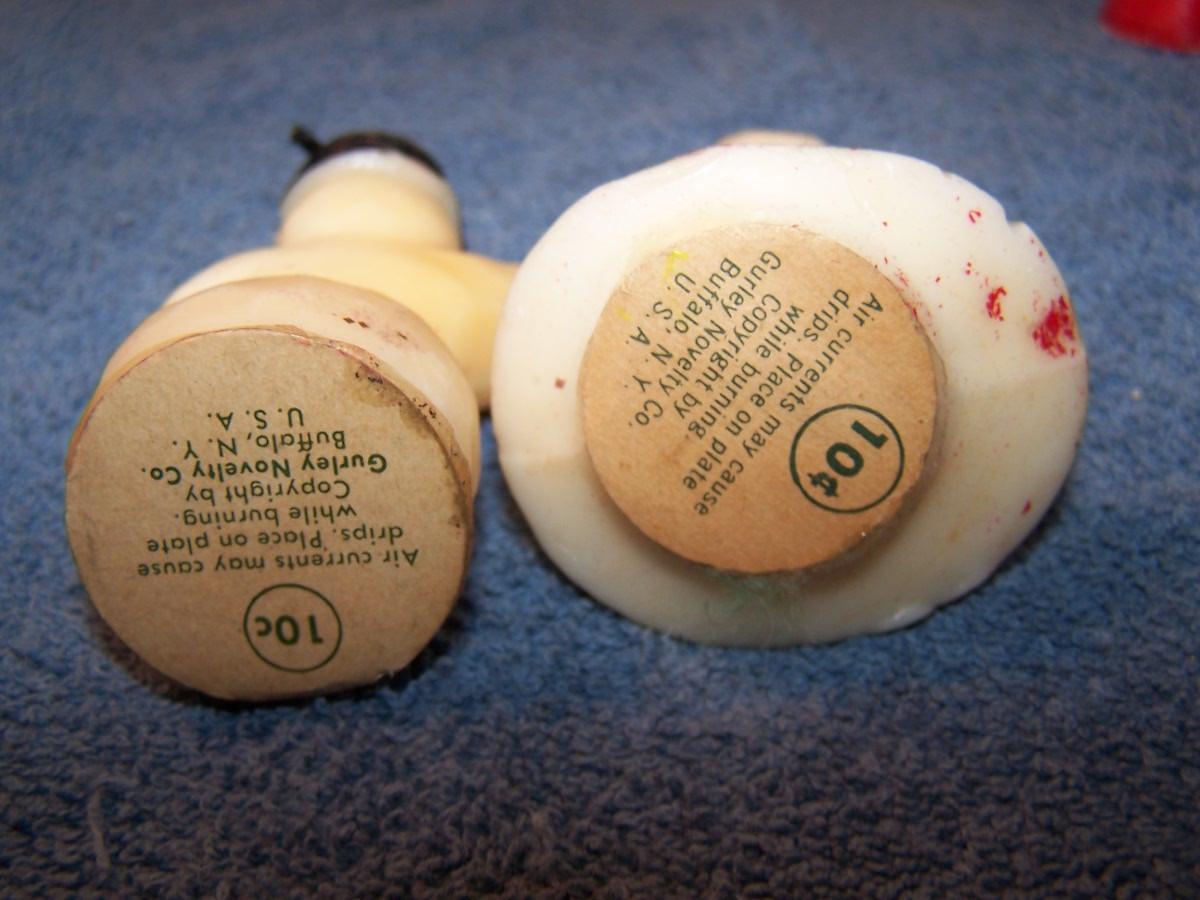 10c
Air currents may cause
drips. Place on plate
while burning.
Copyright by
Gurley Novelty Co.
Buffalo, N. Y.
U. S. A.
10¢
Air currents may cause
drips. Place on plate
while burning.
Copyright by
Gurley Novelty Co.
Buffalo, N. Y.
U. S. A.